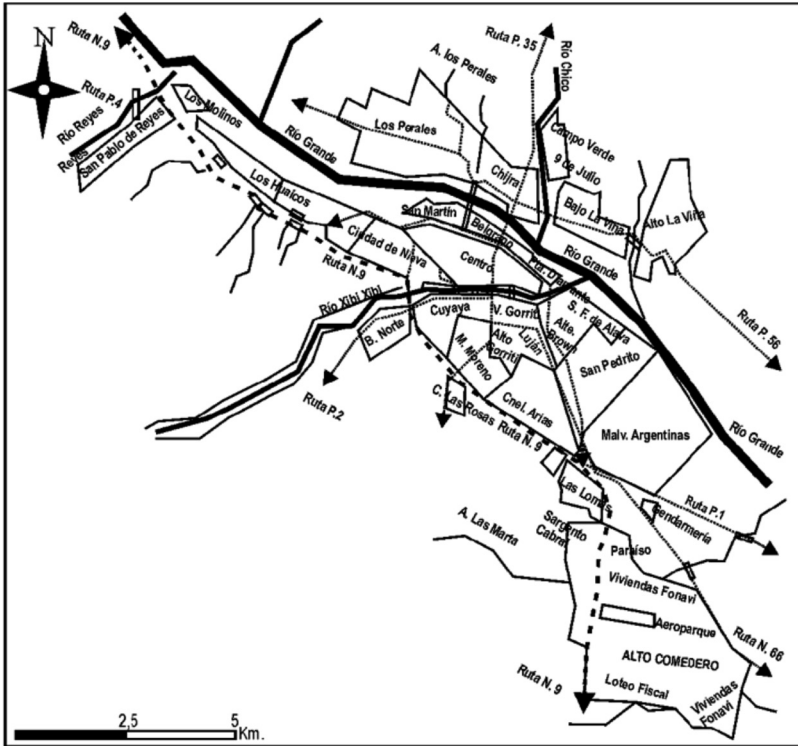 Ruta N.9
N
Ruta P. 35
Río Chico
A. los Perales
Ruta P.4
Los Molinos
Río Reyes
Reyes
San Pablo de Reyes
Los Perales
Campo Verde
9 de Julio
Río Grande
Chijra
Los Huaicos
San Martín
Bajo La Viña
Alto La Viña
Belgrano
Ciudad de Nieva
Centro
Río Grande
Ruta N.9
Río Xibi Xibi
Cuyaya
V. Gorriti
Alte. Brown
Ruta P. 56
B. Norte
Alto Gorriti
Luján
M. Moreno
San Pedrito
Ruta P.2
C. Las Rosas
Ruta N. 9
Cnel. Arias
Malv. Argentinas
Río Grande
Las Lomas
Ruta P.1
Gendarmería
A. Las Marta
Sargento Cabral
Paraíso
Viviendas Fonavi
Aeroparque
Ruta N. 66
ALTO COMEDERO
Ruta N. 9
Loteo Fiscal
Viviendas Fonavi
2,5
5
Km.